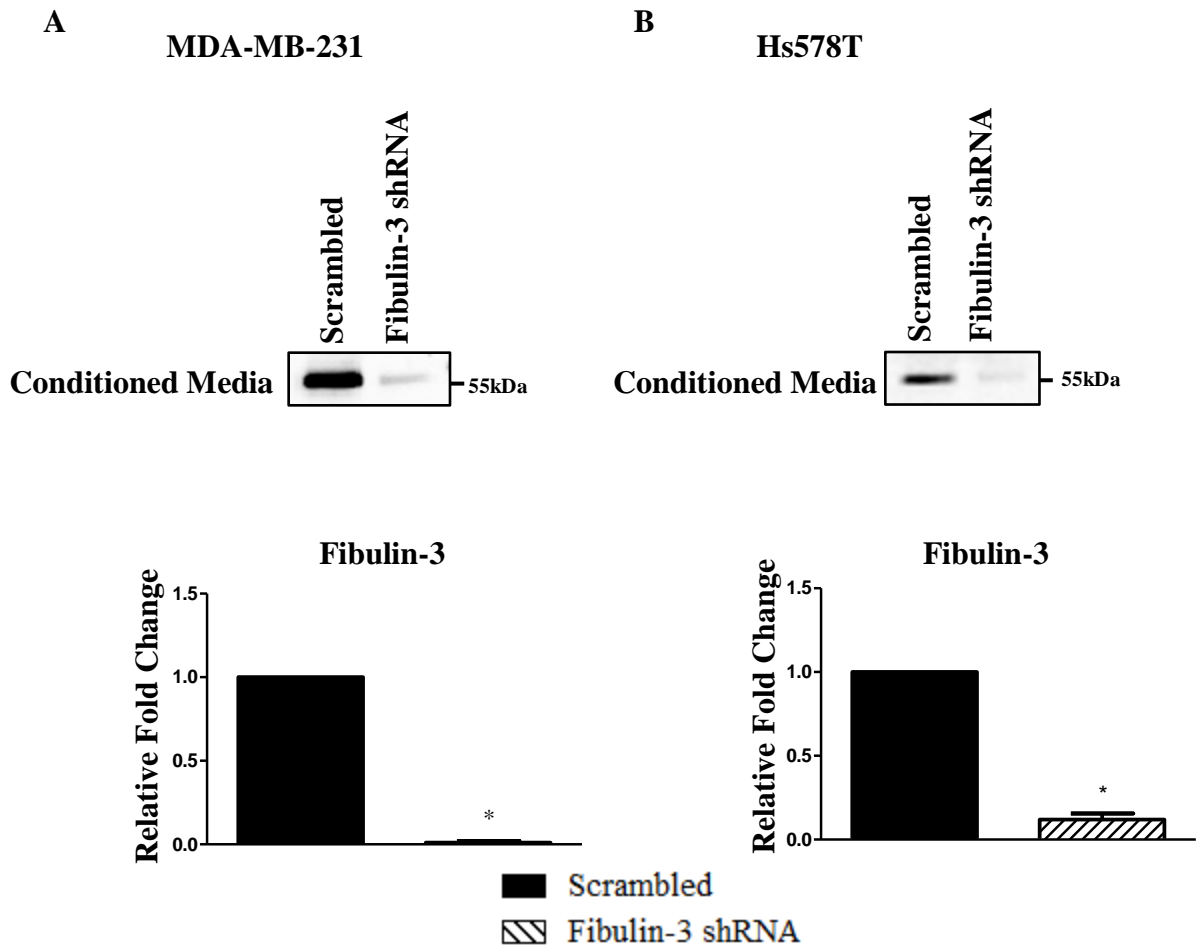 A
MDA-MB-231
Scrambled
Fibulin-3 shRNA
Conditioned Media
55kDa
Fibulin-3
Relative Fold Change
1.5
1.0
0.5
0.0
*
B
Hs578T
Scrambled
Fibulin-3 shRNA
Conditioned Media
55kDa
Fibulin-3
Relative Fold Change
1.5
1.0
0.5
0.0
*
Scrambled
Fibulin-3 shRNA